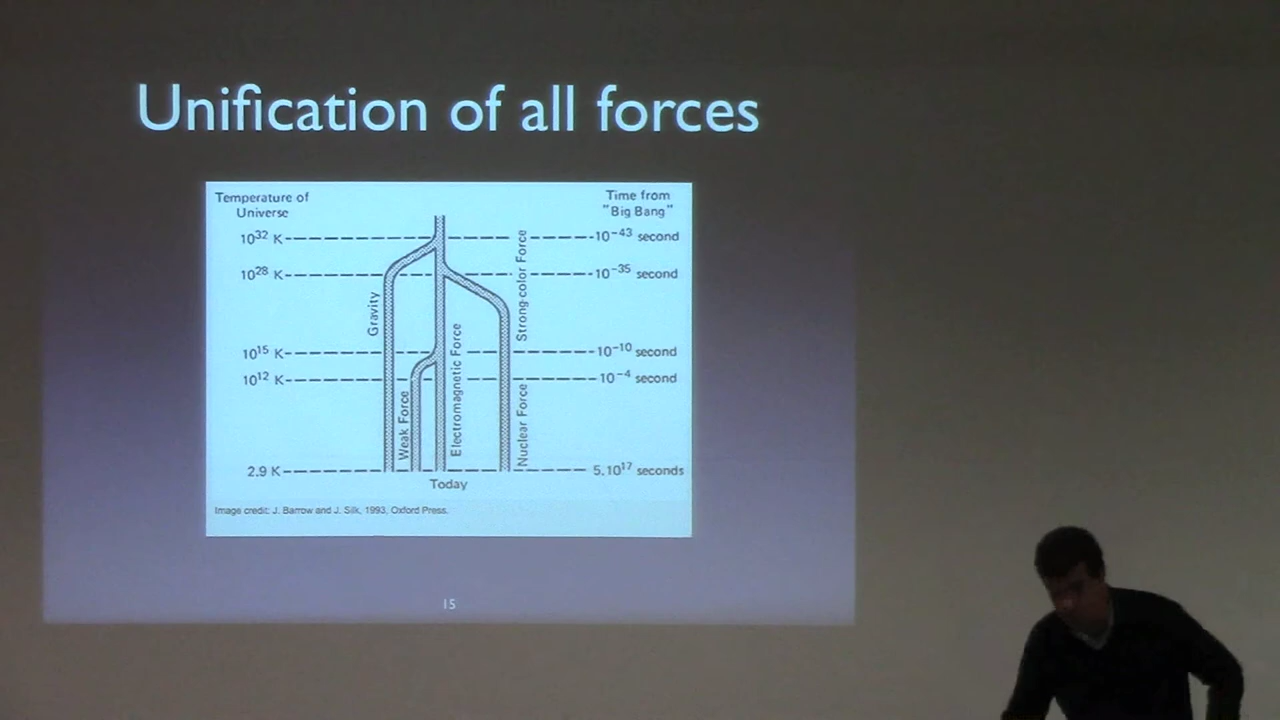 Unification of all forces
Temperature of
Universe
Time from
"Big Bang"
10³² K
10⁻⁴³ second
10²⁸ K
10⁻³⁵ second
Gravity
Strong color Force
10¹⁵ K
10⁻¹⁰ second
10¹² K
10⁻⁴ second
Weak Force
Electromagnetic Force
Nuclear Force
2.9 K
5.10¹⁷ seconds
Today
Image credit: J. Barrow and J. Silk, 1993, Oxford Press.
15